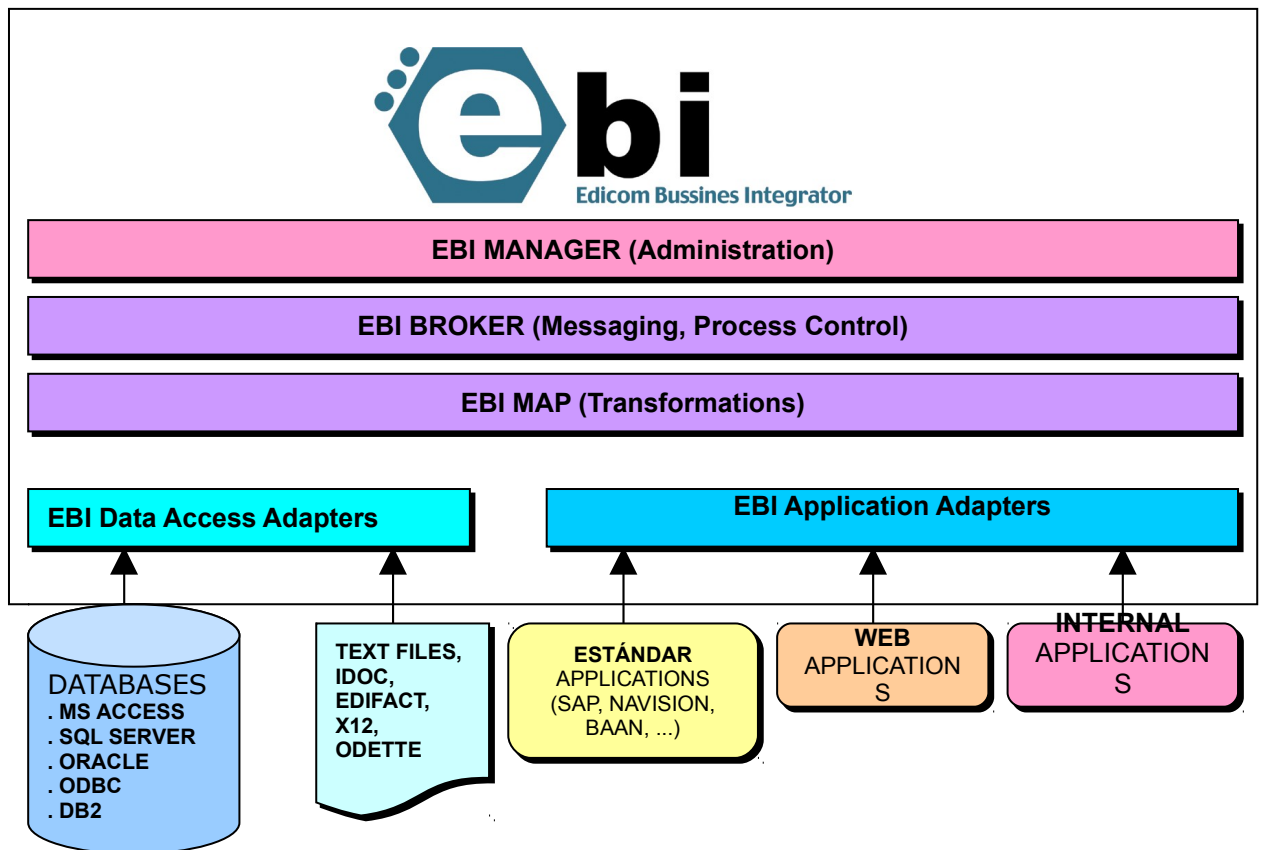 ebi
Edicom Bussines Integrator
EBI MANAGER (Administration)
EBI BROKER (Messaging, Process Control)
EBI MAP (Transformations)
EBI Data Access Adapters
EBI Application Adapters
DATABASES
. MS ACCESS
. SQL SERVER
. ORACLE
. ODBC
. DB2
TEXT FILES,
IDOC,
EDIFACT,
X12,
ODETTE
ESTÁNDAR
APPLICATIONS
(SAP, NAVISION,
BAAN, ...)
WEB
APPLICATION
S
INTERNAL
APPLICATION
S